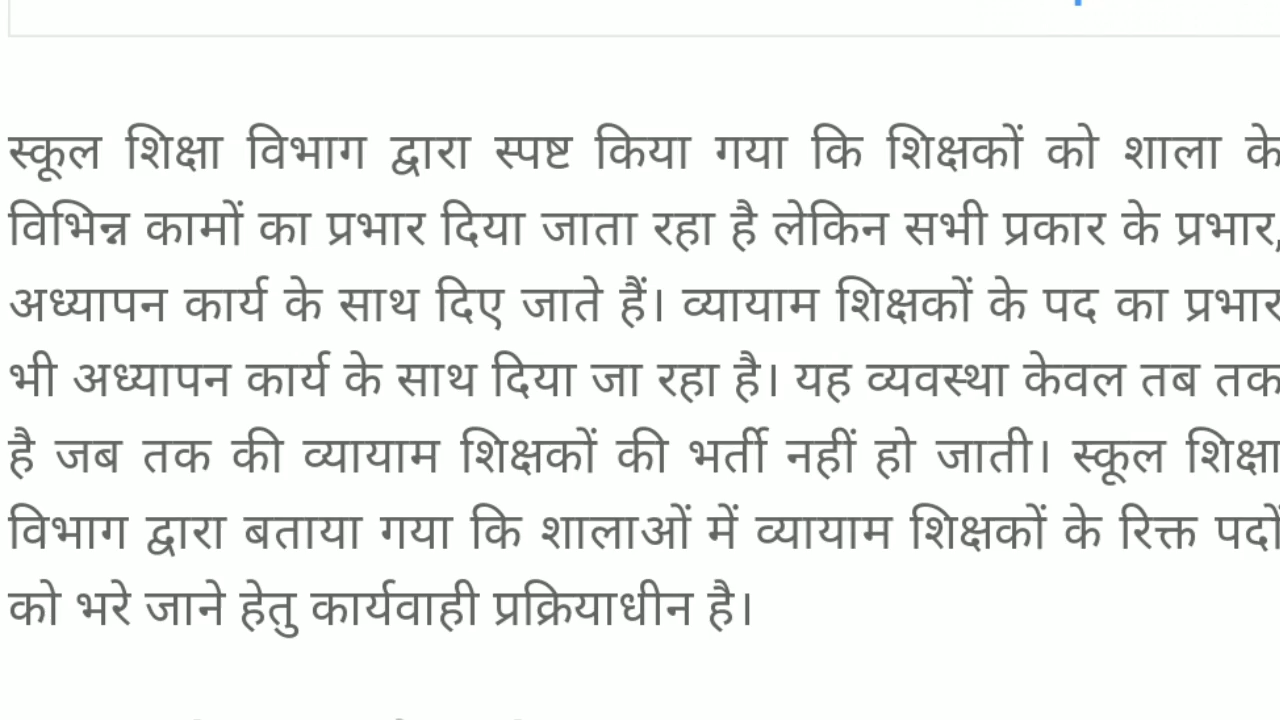 स्कूल शिक्षा विभाग द्वारा स्पष्ट किया गया कि शिक्षकों को शाला के
विभिन्न कामों का प्रभार दिया जाता रहा है लेकिन सभी प्रकार के प्रभार,
अध्यापन कार्य के साथ दिए जाते हैं। व्यायाम शिक्षकों के पद का प्रभार
भी अध्यापन कार्य के साथ दिया जा रहा है। यह व्यवस्था केवल तब तक
है जब तक की व्यायाम शिक्षकों की भर्ती नहीं हो जाती। स्कूल शिक्षा
विभाग द्वारा बताया गया कि शालाओं में व्यायाम शिक्षकों के रिक्त पदों
को भरे जाने हेतु कार्यवाही प्रक्रियाधीन है।